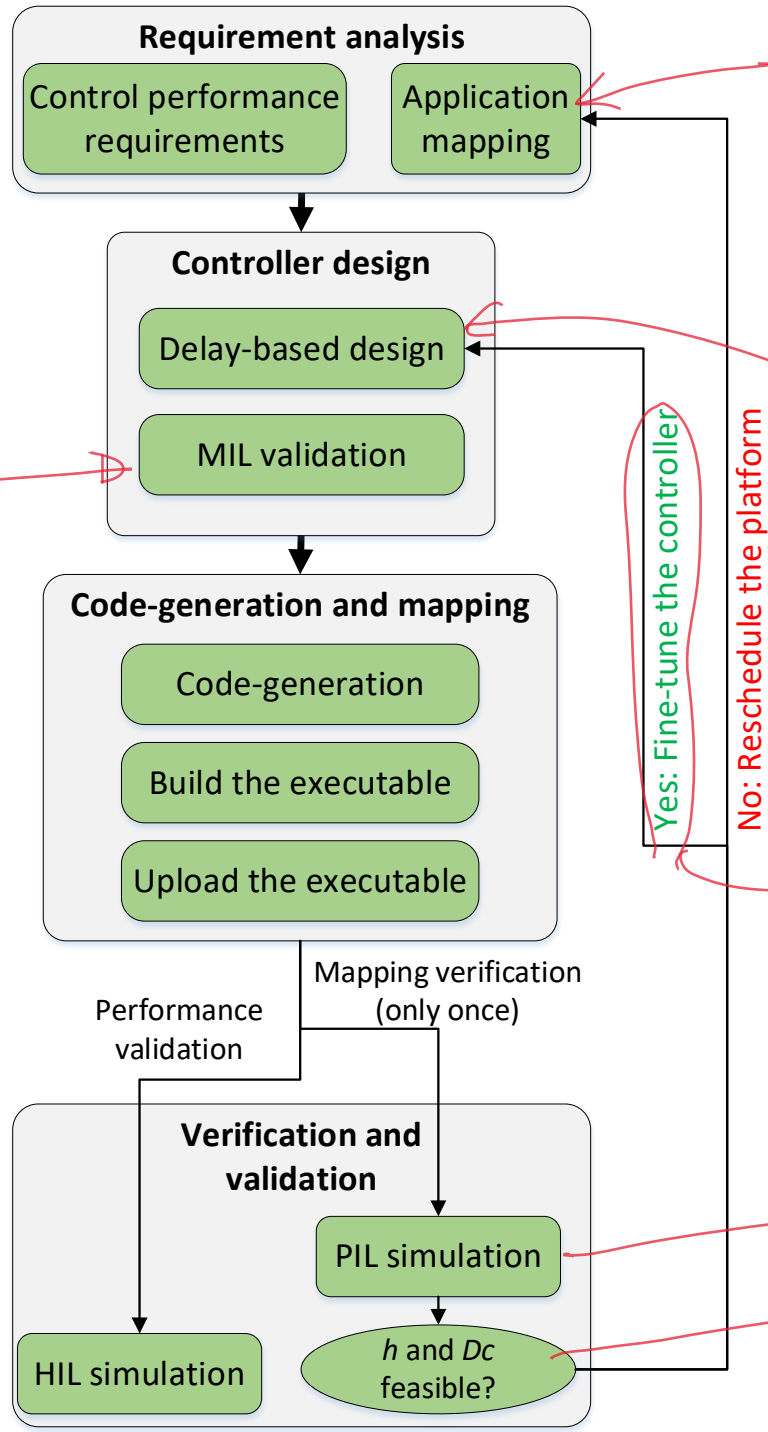 Requirement analysis
Control performance
requirements
Application
mapping
Controller design
Delay-based design
MIL validation
Yes: Fine-tune the controller
No: Reschedule the platform
Code-generation and mapping
Code-generation
Build the executable
Upload the executable
Performance
validation
Mapping verification
(only once)
Verification and
validation
PIL simulation
HIL simulation
h and Dc
feasible?